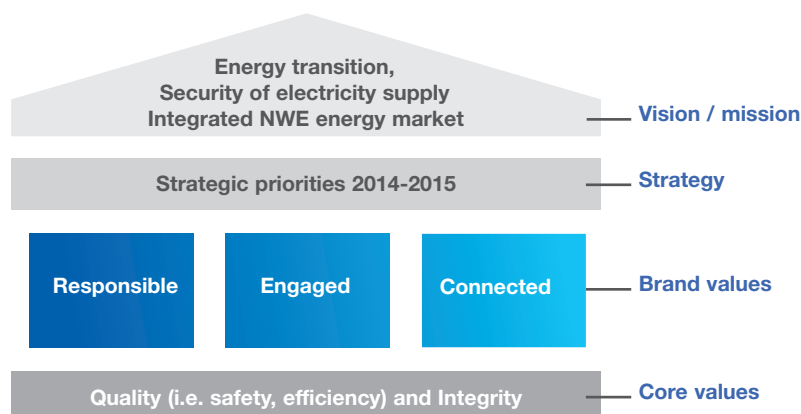 Energy transition,
Security of electricity supply
Integrated NWE energy market
Vision / mission
Strategic priorities 2014-2015
Strategy
Responsible
Engaged
Connected
Brand values
Quality (i.e. safety, efficiency) and Integrity
Core values